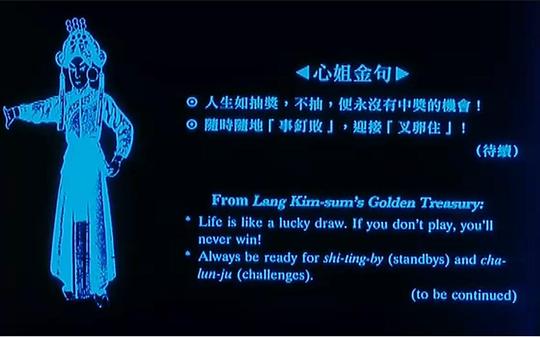 ◀心姐金句▶
⊙ 人生如抽獎，不抽，便永沒有中獎的機會！
⊙ 隨時隨地「事釘敗」，迎接「叉卵住」！
（待續）
From Lang Kim-sum's Golden Treasury:
* Life is like a lucky draw. If you don't play, you'll
never win!
* Always be ready for shi-ting-by (standbys) and cha-
lun-ju (challenges).
(to be continued)